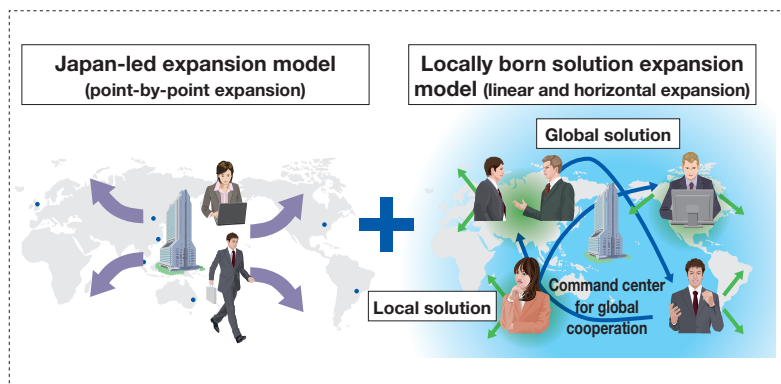 Japan-led expansion model
(point-by-point expansion)
Locally born solution expansion
model (linear and horizontal expansion)
Global solution
Local solution
Command center
for global
cooperation